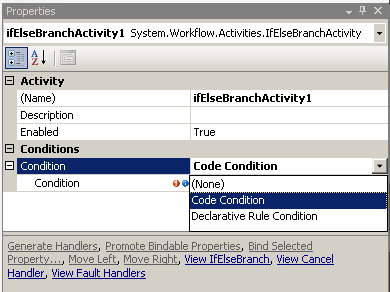 Properties
ifElseBranchActivity1 System.Workflow.Activities.IfElseBranchActivity
Activity
(Name) ifElseBranchActivity1
Description
Enabled True
Conditions
Condition Code Condition
Condition (None)
Code Condition
Declarative Rule Condition
Generate Handlers, Promote Bindable Properties, Bind Selected
Property..., Move Left, Move Right, View IfElseBranch, View Cancel
Handler, View Fault Handlers